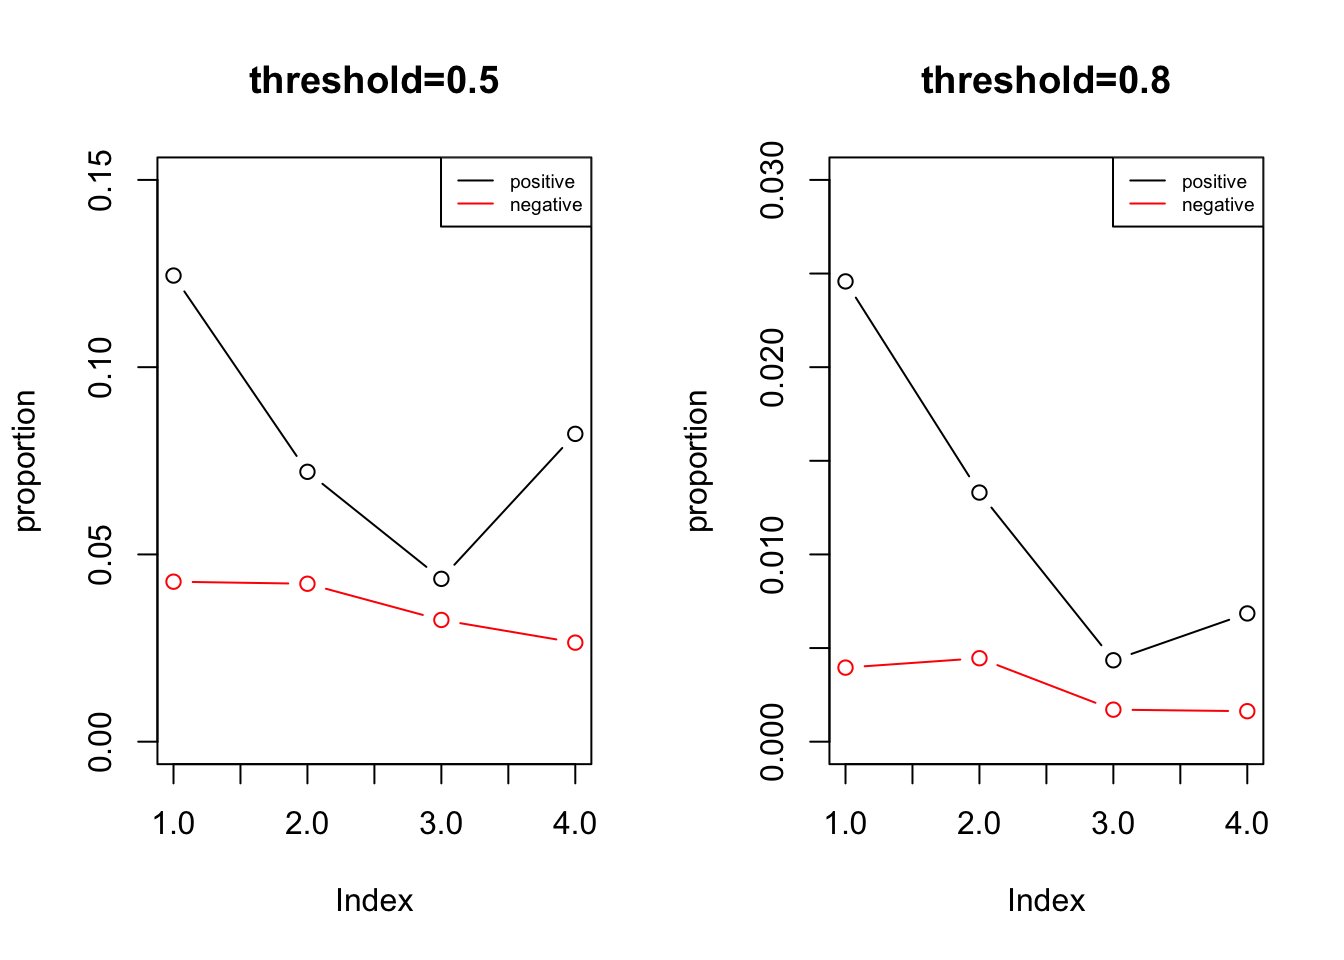 threshold=0.5
positive
negative
0.15
0.10
0.05
0.00
proportion
1.0 2.0 3.0 4.0
Index
threshold=0.8
positive
negative
0.030
0.020
0.010
0.000
proportion
1.0 2.0 3.0 4.0
Index